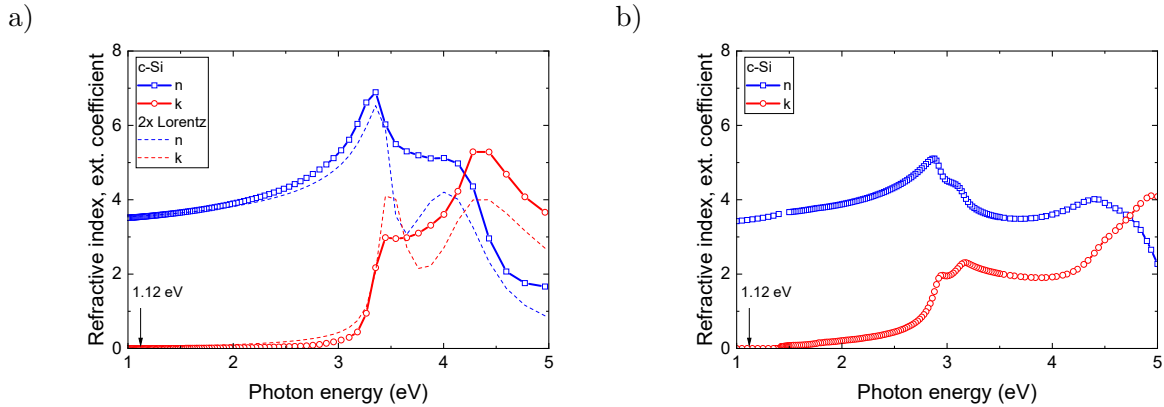 a)
Refractive index, ext. coefficient
8
6
4
2
0
c-Si
n
k
2x Lorentz
n
k
1.12 eV
1 2 3 4 5
Photon energy (eV)
b)
Refractive index, ext. coefficient
8
6
4
2
0
c-Si
n
k
1.12 eV
1 2 3 4 5
Photon energy (eV)